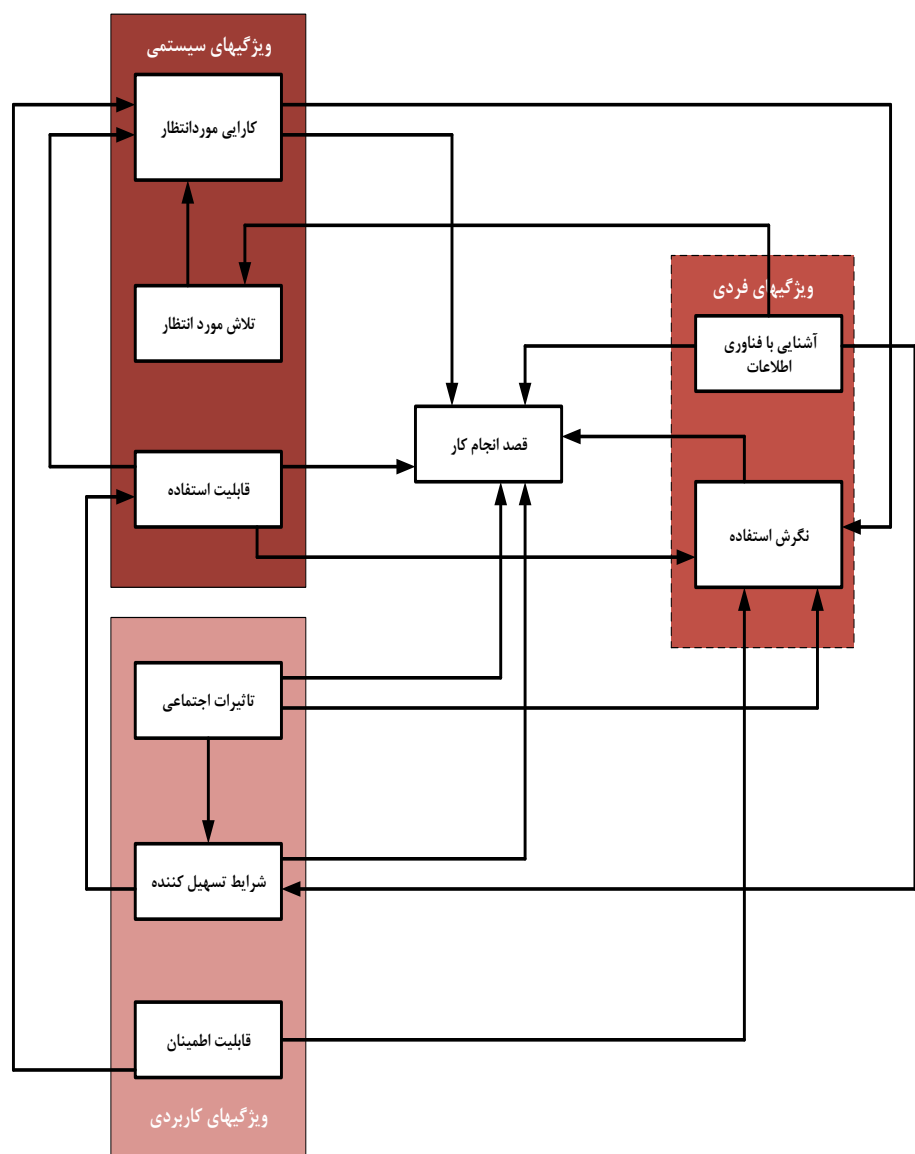 ویژگیهای سیستمی
کارایی موردانتظار
تلاش مورد انتظار
قابلیت استفاده
ویژگیهای فردی
آشنایی با فناوری
اطلاعات
نگرش استفاده
قصد انجام کار
تاثیرات اجتماعی
شرایط تسهیل کننده
قابلیت اطمینان
ویژگیهای کاربردی